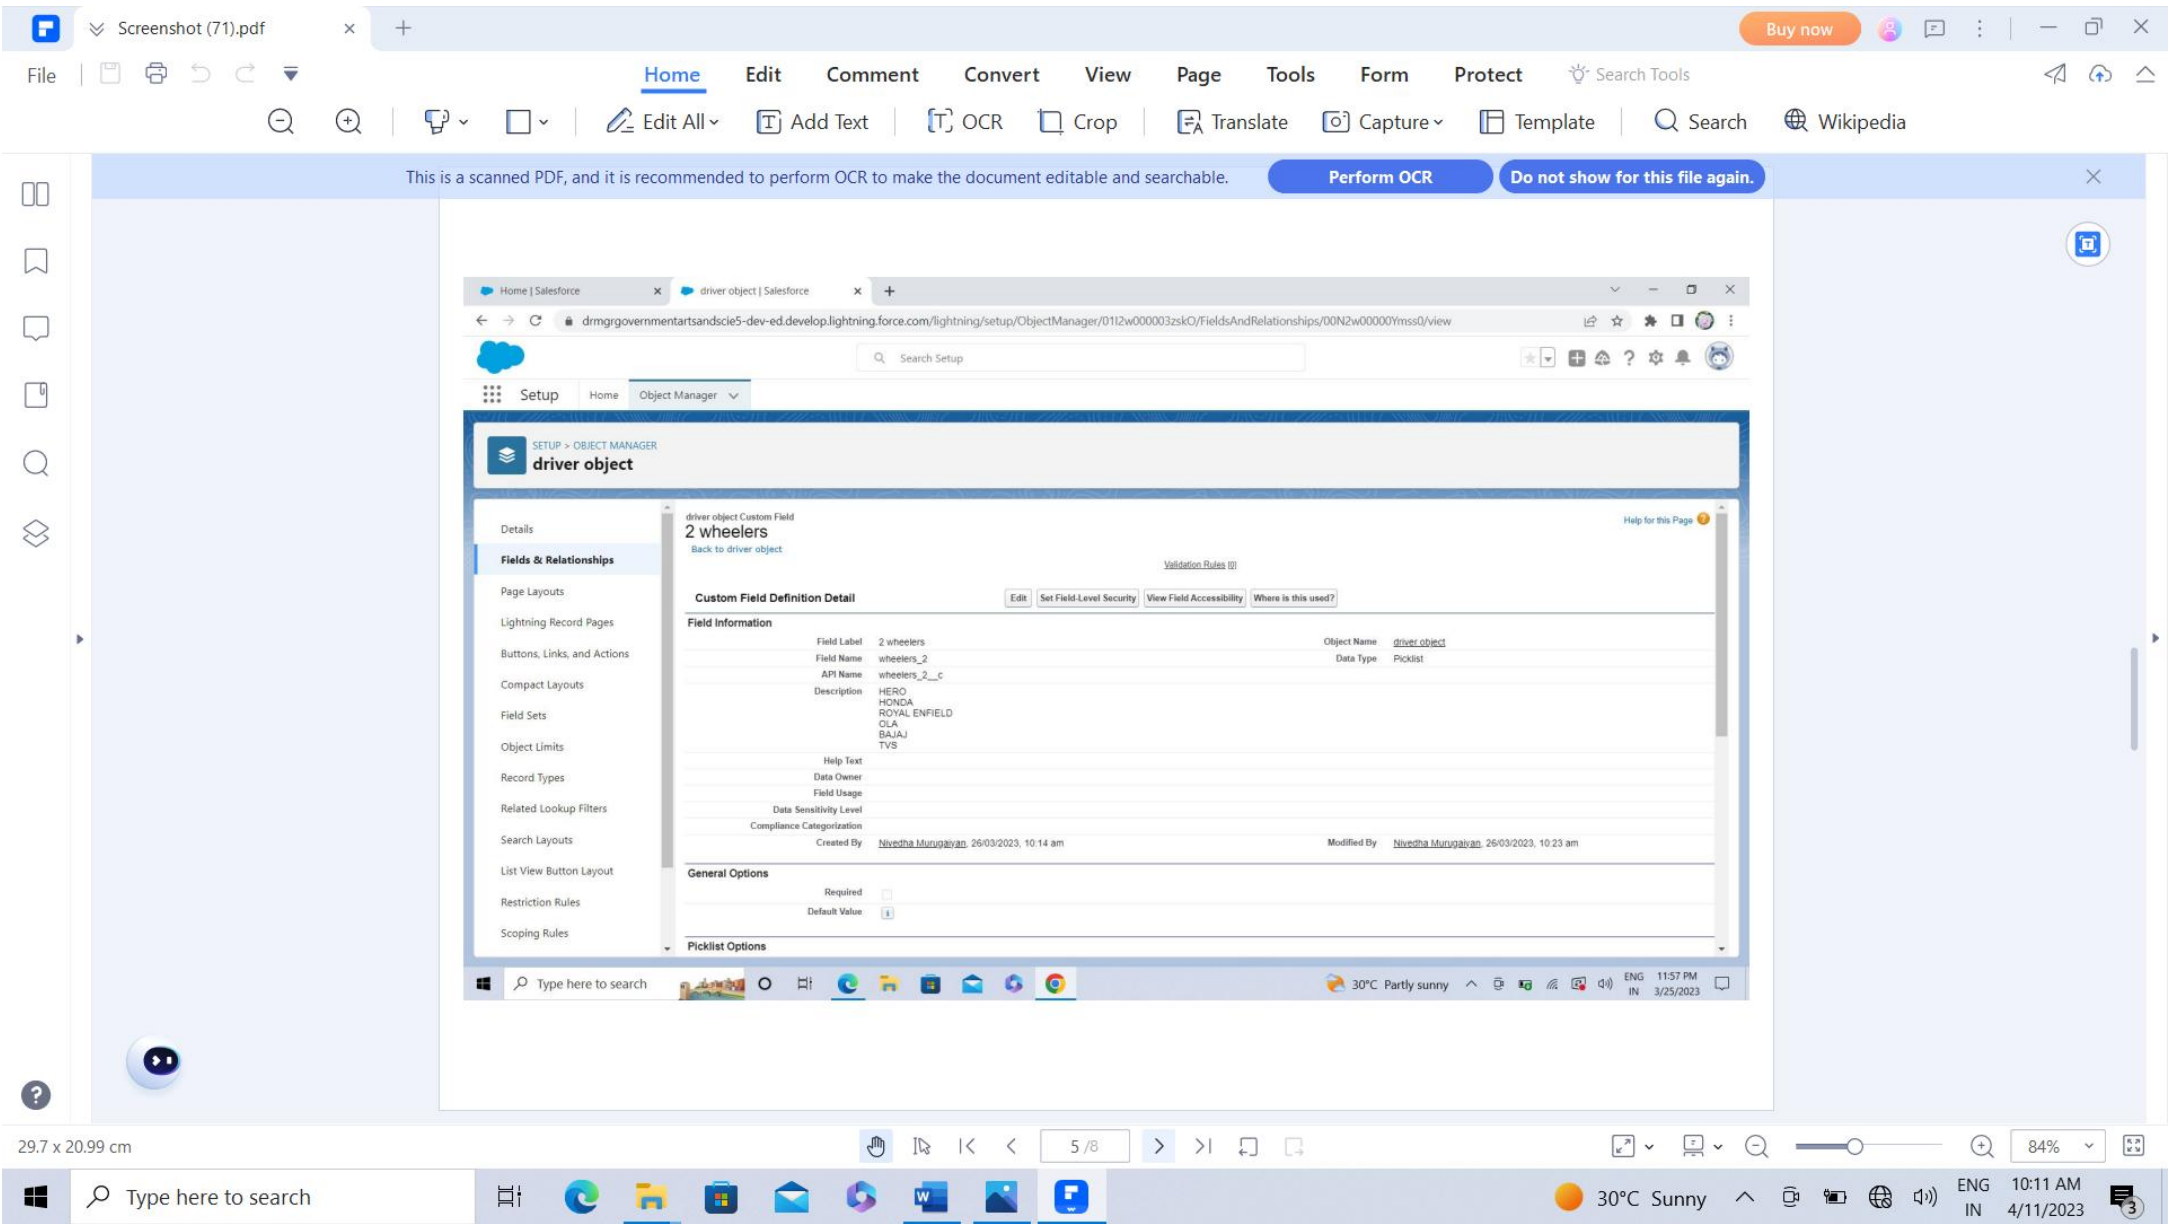 Screenshot (71).pdf
Buy now
File
Home Edit Comment Convert View Page Tools Form Protect Search Tools
Edit All Add Text OCR Crop Translate Capture Template Search Wikipedia
This is a scanned PDF, and it is recommended to perform OCR to make the document editable and searchable. Perform OCR Do not show for this file again.
Home | Salesforce driver object | Salesforce
drmgrgovernmentartsandscie5-dev-ed.develop.lightning.force.com/lightning/setup/ObjectManager/01I2w000003zskO/FieldsAndRelationships/00N2w00000Ymss0/view
Search Setup
Setup Home Object Manager
SETUP > OBJECT MANAGER
driver object
Details
Fields & Relationships
Page Layouts
Lightning Record Pages
Buttons, Links, and Actions
Compact Layouts
Field Sets
Object Limits
Record Types
Related Lookup Filters
Search Layouts
List View Button Layout
Restriction Rules
Scoping Rules
driver object Custom Field
2 wheelers
Back to driver object
Help for this Page
Validation Rules [0]
Custom Field Definition Detail Edit Set Field-Level Security View Field Accessibility Where is this used?
Field Information
Field Label 2 wheelers Object Name driver object
Field Name wheelers_2 Data Type Picklist
API Name wheelers_2__c
Description HERO
HONDA
ROYAL ENFIELD
OLA
BAJAJ
TVS
Help Text
Data Owner
Field Usage
Data Sensitivity Level
Compliance Categorization
Created By Nivedha Murugaiyan, 26/03/2023, 10:14 am Modified By Nivedha Murugaiyan, 26/03/2023, 10:23 am
General Options
Required
Default Value
Picklist Options
Type here to search 30°C Partly sunny ENG 11:57 PM
IN 3/25/2023
29.7 x 20.99 cm 5 /8 84%
Type here to search 30°C Sunny ENG 10:11 AM
IN 4/11/2023 3